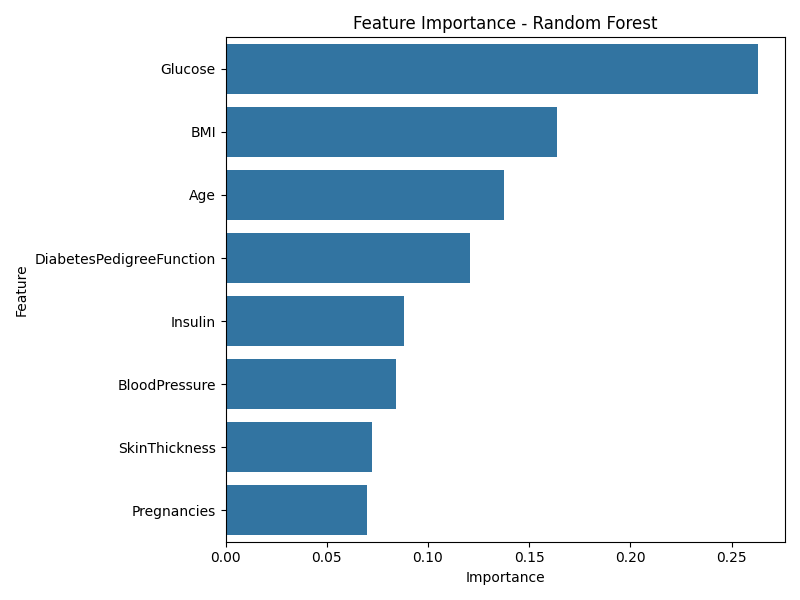 Feature Importance - Random Forest
Glucose
BMI
Age
DiabetesPedigreeFunction
Insulin
BloodPressure
SkinThickness
Pregnancies
Feature
0.00 0.05 0.10 0.15 0.20 0.25
Importance